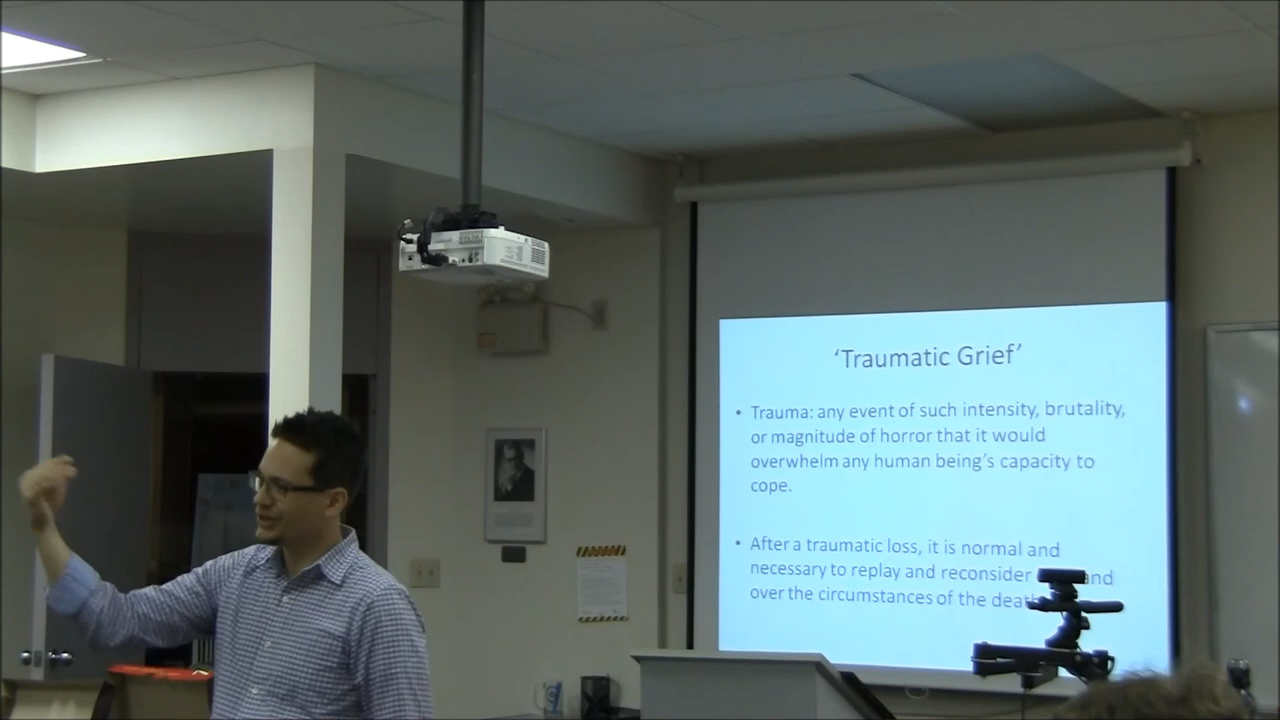 ‘Traumatic Grief’
• Trauma: any event of such intensity, brutality,
or magnitude of horror that it would
overwhelm any human being’s capacity to
cope.
• After a traumatic loss, it is normal and
necessary to replay and reconsider and
over the circumstances of the death